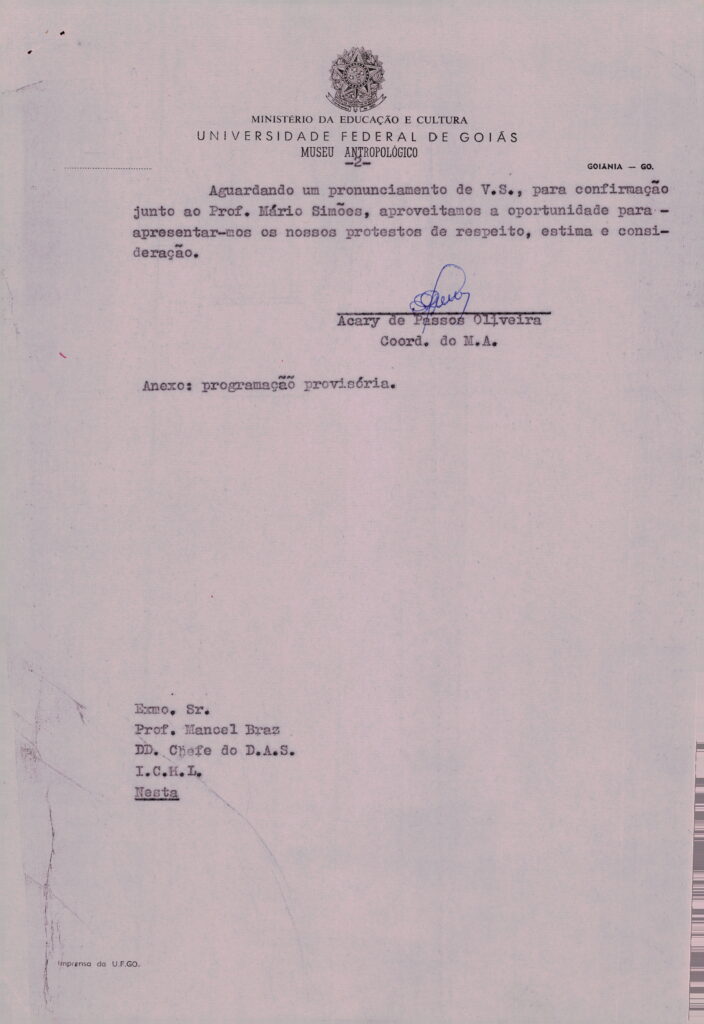 MINISTÉRIO DA EDUCAÇÃO E CULTURA
UNIVERSIDADE FEDERAL DE GOIÁS
MUSEU ANTROPOLÓGICO
-2-
GOIÂNIA — GO.
Aguardando um pronunciamento de V.S., para confirmação
junto ao Prof. Mário Simões, aproveitamos a oportunidade para -
apresentar-mos os nossos protestos de respeito, estima e consi-
deração.
Acary de Passos Oliveira
Coord. do M.A.
Anexo: programação provisória.
Exmo. Sr.
Prof. Manoel Braz
DD. Chefe do D.A.S.
I.C.H.L.
Nesta
Imprensa da U.F.GO.